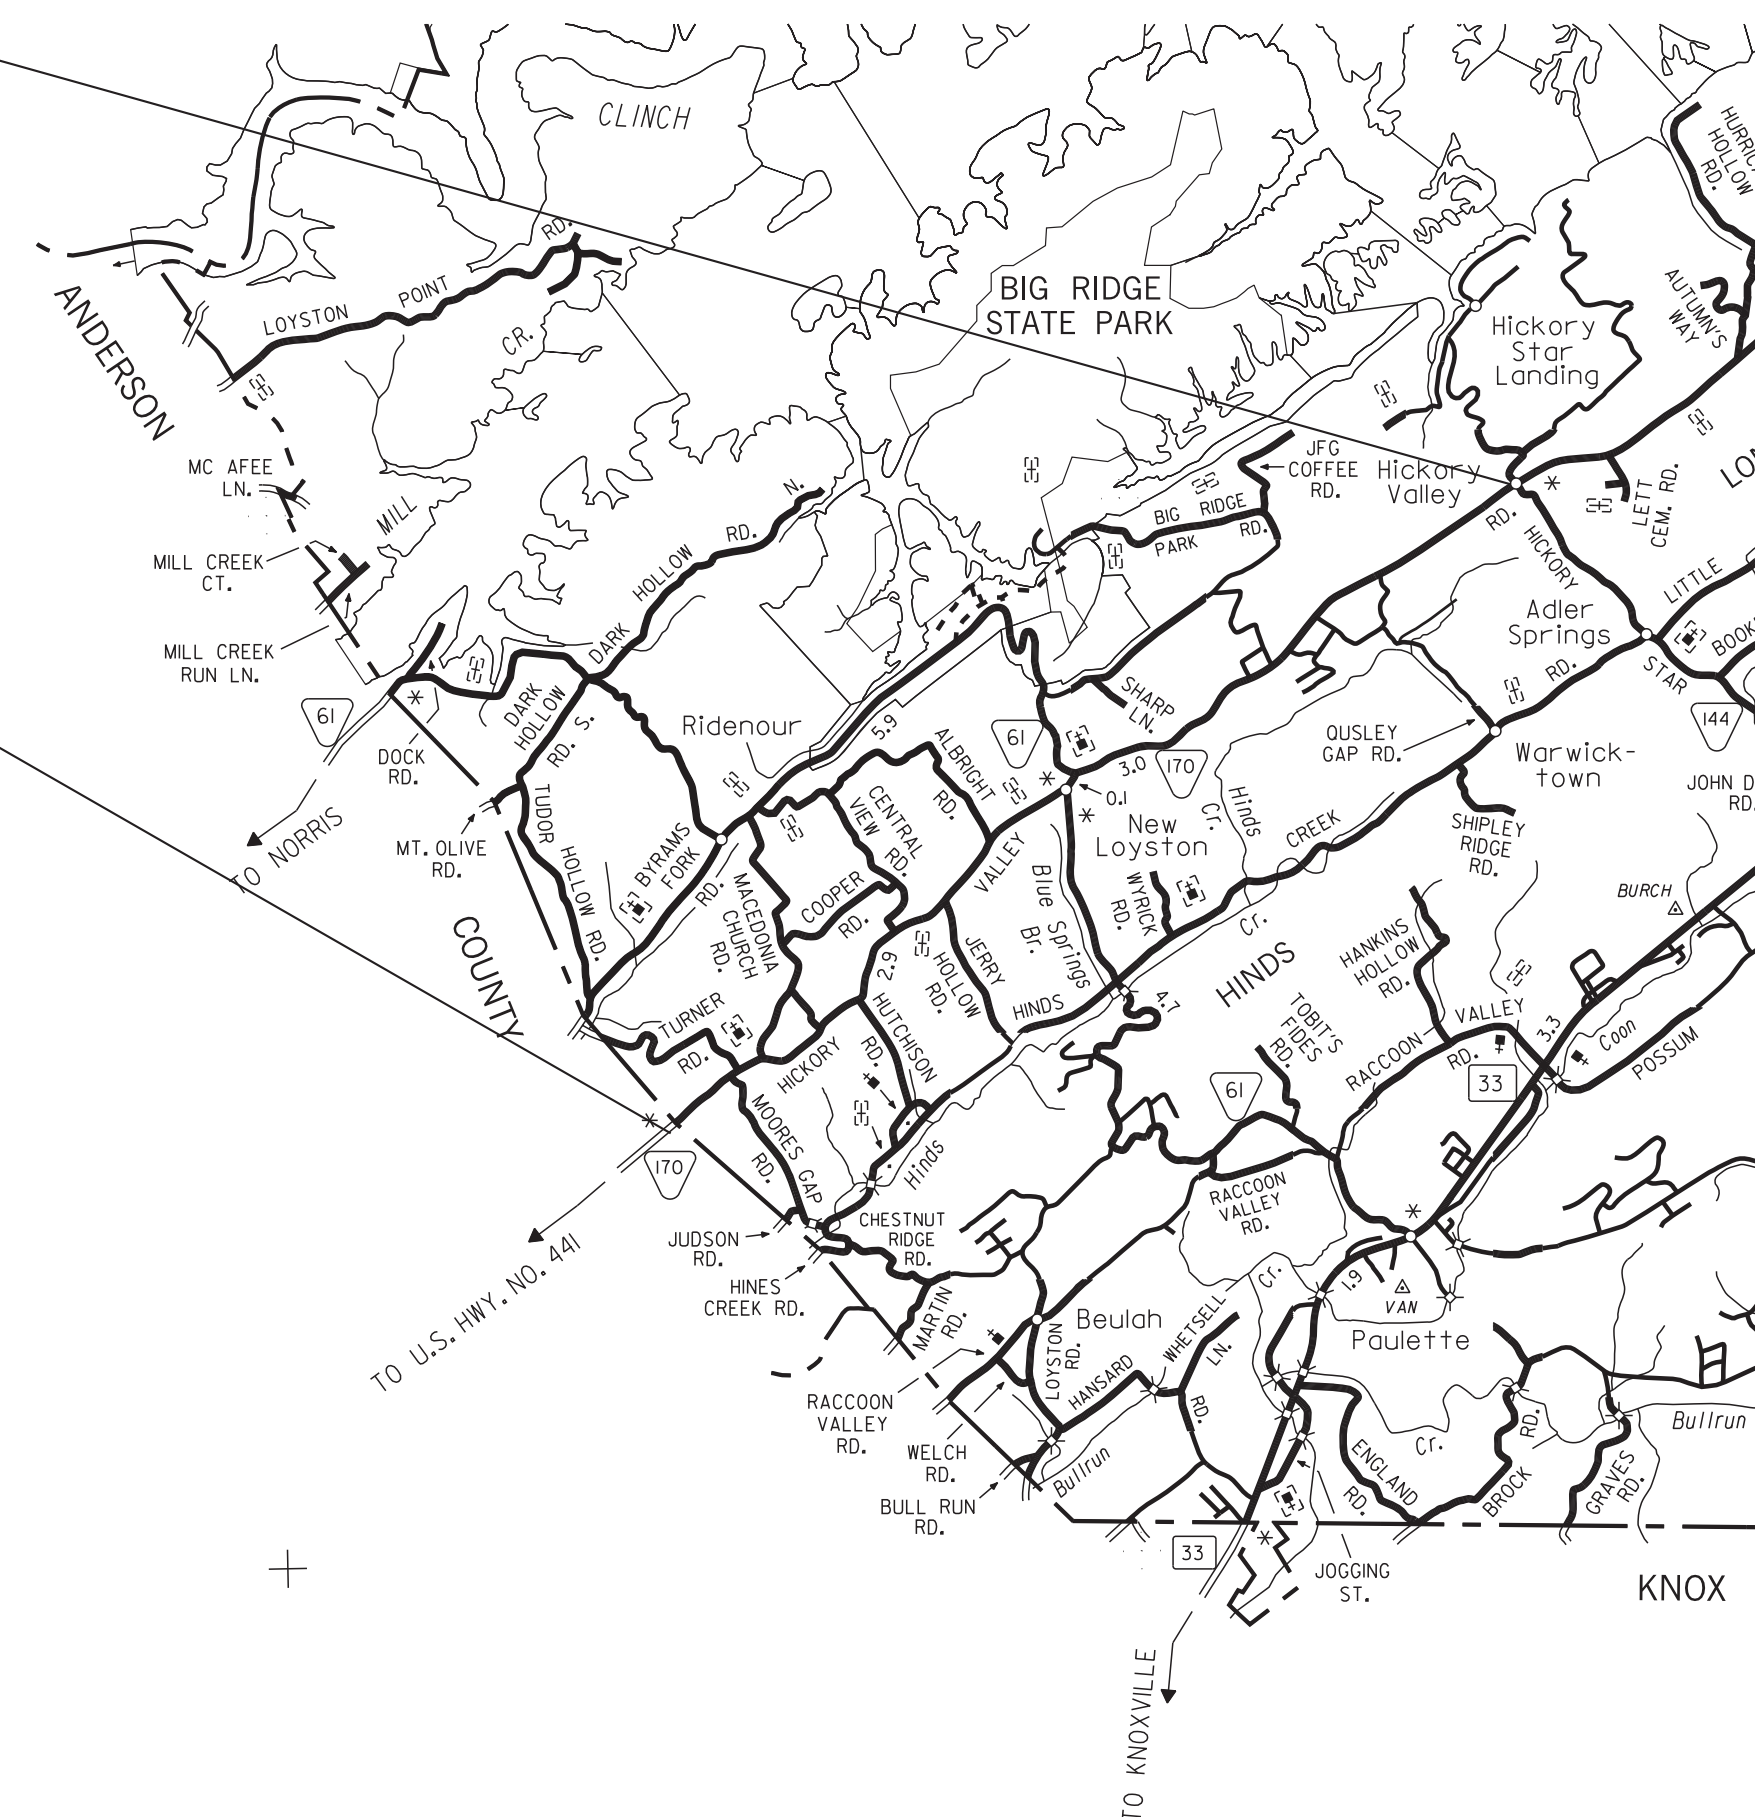 CLINCH
HURRIC
HOLLOW
RD.
RD.
LOYSTON POINT
ANDERSON
BIG RIDGE
STATE PARK
AUTUMN'S
WAY
Hickory
Star
Landing
CR.
MC AFEE
LN.
MILL
JFG
COFFEE
RD.
Hickory
Valley
LETT
CEM. RD.
LO
N.
RD.
HOLLOW
DARK
BIG RIDGE
PARK RD.
RD.
HICKORY
MILL CREEK
CT.
LITTLE
Adler
Springs
BOOK
MILL CREEK
RUN LN.
STAR
RD.
DARK
HOLLOW
RD. S.
SHARP
LN.
61
DOCK
RD.
Ridenour
5.9
61
144
QUSLEY
GAP RD.
Warwick-
town
ALBRIGHT
RD.
3.0
170
JOHN D
RD.
TO NORRIS
MT. OLIVE
RD.
TUDOR
HOLLOW RD.
CENTRAL
VIEW
RD.
0.1
New
Loyston
Hinds
Cr.
CREEK
SHIPLEY
RIDGE
RD.
BYRAMS
FORK
RD.
VALLEY
Blue Springs
Br.
WYRICK
RD.
MACEDONIA
CHURCH
RD.
COOPER
RD.
BURCH
COUNTY
Cr.
HINDS
HANKINS
HOLLOW
RD.
2.9
JERRY
HOLLOW
RD.
4.7
TOBIT'S
FIDES
RD.
VALLEY
TURNER
RD.
HUTCHISON
RD.
HINDS
3.3
Coon
HICKORY
RACCOON
RD.
33
POSSUM
61
MOORES GAP
RD.
170
Hinds
RACCOON
VALLEY
RD.
JUDSON
RD.
CHESTNUT
RIDGE
RD.
HINES
CREEK RD.
Cr.
1.9
VAN
TO U.S. HWY. NO. 441
MARTIN
RD.
Beulah
WHETSELL
LN.
Paulette
LOYSTON
RD.
HANSARD
RD.
RACCOON
VALLEY
RD.
WELCH
RD.
Bullrun
Cr.
RD.
BROCK
Bullrun
ENGLAND
RD.
GRAVES
RD.
BULL RUN
RD.
33
JOGGING
ST.
KNOX
TO KNOXVILLE